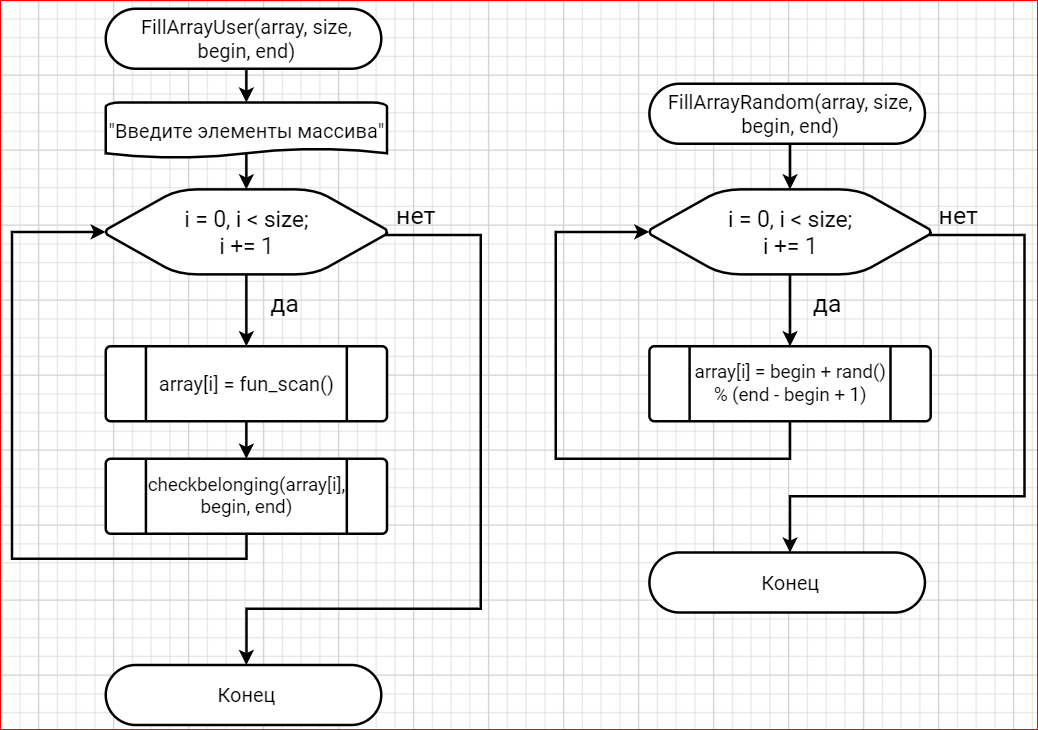 FillArrayUser(array, size,
begin, end)
"Введите элементы массива"
i = 0, i < size;
i += 1
нет
да
array[i] = fun_scan()
checkbelonging(array[i],
begin, end)
Конец
FillArrayRandom(array, size,
begin, end)
i = 0, i < size;
i += 1
нет
да
array[i] = begin + rand()
% (end - begin + 1)
Конец